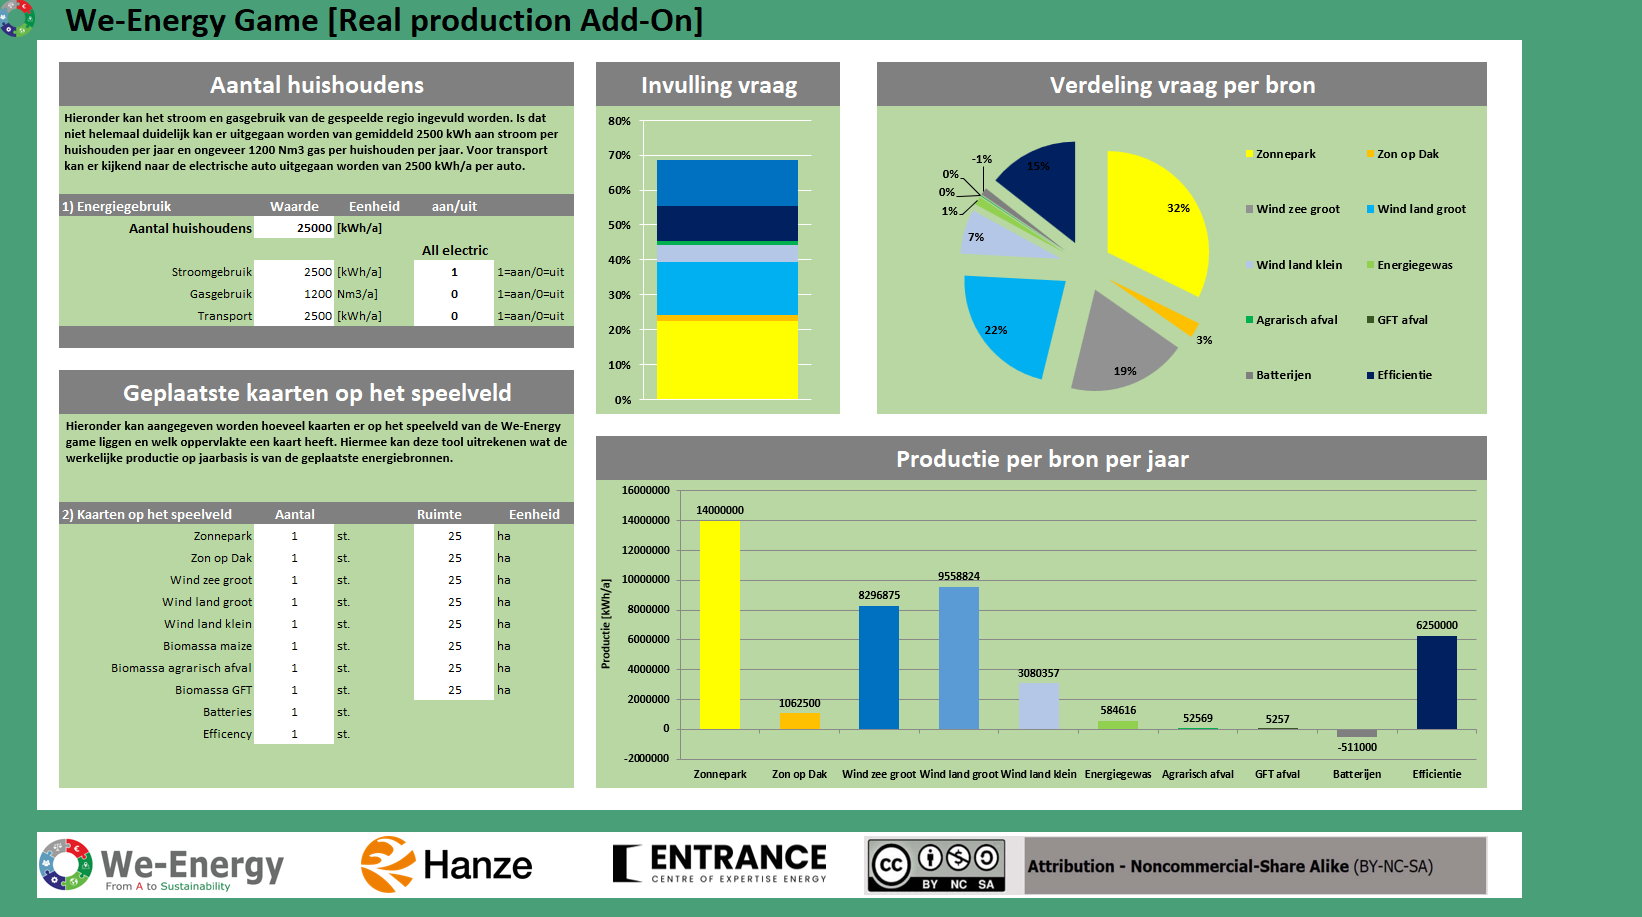 We-Energy Game [Real production Add-On]
Aantal huishoudens
Hieronder kan het stroom en gasgebruik van de gespeelde regio ingevuld worden. Is dat
niet helemaal duidelijk kan er uitgegaan worden van gemiddeld 2500 kWh aan stroom per
huishouden per jaar en ongeveer 1200 Nm3 gas per huishouden per jaar. Voor transport
kan er kijkend naar de electrische auto uitgegaan worden van 2500 kWh/a per auto.
1) Energiegebruik Waarde Eenheid aan/uit
Aantal huishoudens 25000 [kWh/a]
All electric
Stroomgebruik 2500 [kWh/a] 1 1=aan/0=uit
Gasgebruik 1200 Nm3/a] 0 1=aan/0=uit
Transport 2500 [kWh/a] 0 1=aan/0=uit
Geplaatste kaarten op het speelveld
Hieronder kan aangegeven worden hoeveel kaarten er op het speelveld van de We-Energy
game liggen en welk oppervlakte een kaart heeft. Hiermee kan deze tool uitrekenen wat de
werkelijke productie op jaarbasis is van de geplaatste energiebronnen.
2) Kaarten op het speelveld Aantal Ruimte Eenheid
Zonnepark 1 st. 25 ha
Zon op Dak 1 st. 25 ha
Wind zee groot 1 st. 25 ha
Wind land groot 1 st. 25 ha
Wind land klein 1 st. 25 ha
Biomassa maize 1 st. 25 ha
Biomassa agrarisch afval 1 st. 25 ha
Biomassa GFT 1 st. 25 ha
Batteries 1 st.
Efficency 1 st.
Invulling vraag
80%
70%
60%
50%
40%
30%
20%
10%
0%
Verdeling vraag per bron
32%
3%
19%
22%
7%
1%
0%
0%
-1%
15%
Zonnepark Zon op Dak
Wind zee groot Wind land groot
Wind land klein Energiegewas
Agrarisch afval GFT afval
Batterijen Efficientie
Productie per bron per jaar
Productie [kWh/a]
16000000
14000000
12000000
10000000
8000000
6000000
4000000
2000000
0
-2000000
14000000
1062500
8296875
9558824
3080357
584616
52569
5257
-511000
6250000
Zonnepark Zon op Dak Wind zee groot Wind land groot Wind land klein Energiegewas Agrarisch afval GFT afval Batterijen Efficientie
We-Energy
From A to Sustainability
Hanze
ENTRANCE
CENTRE OF EXPERTISE ENERGY
cc
BY NC SA
Attribution - Noncommercial-Share Alike (BY-NC-SA)